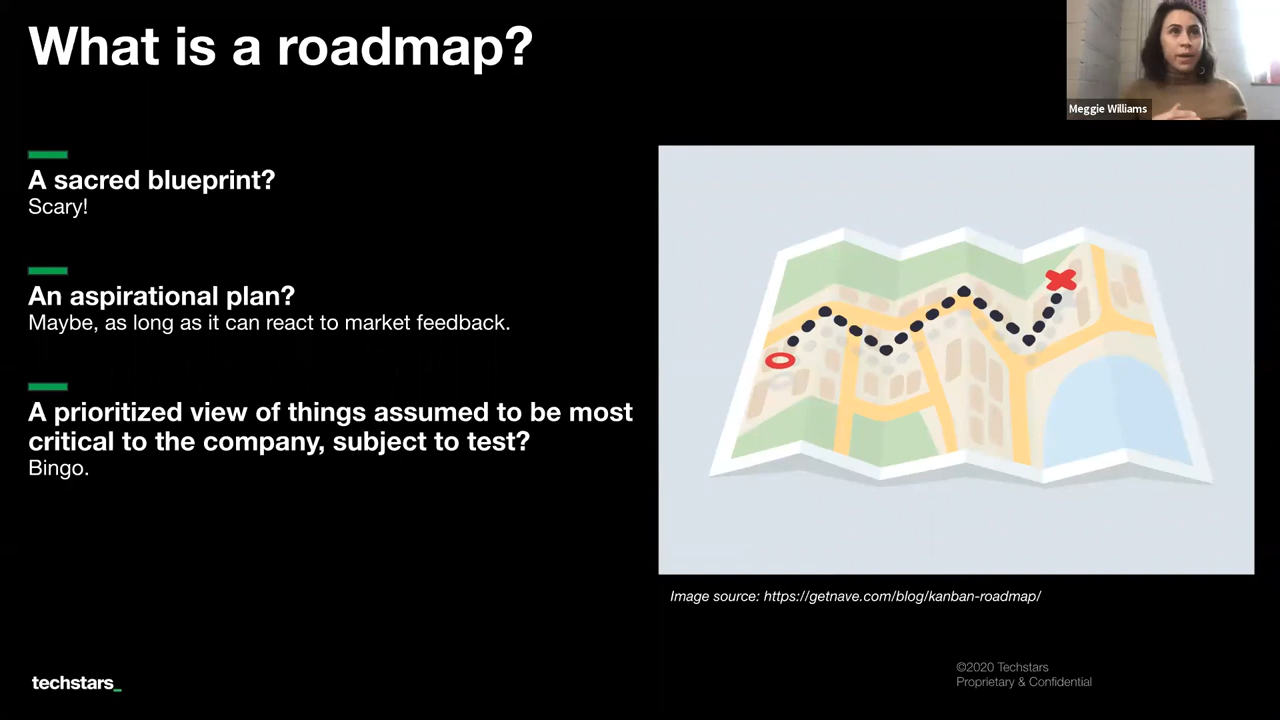 What is a roadmap?
Meggie Williams
A sacred blueprint?
Scary!
An aspirational plan?
Maybe, as long as it can react to market feedback.
A prioritized view of things assumed to be most
critical to the company, subject to test?
Bingo.
Image source: https://getnave.com/blog/kanban-roadmap/
techstars_
©2020 Techstars
Proprietary & Confidential